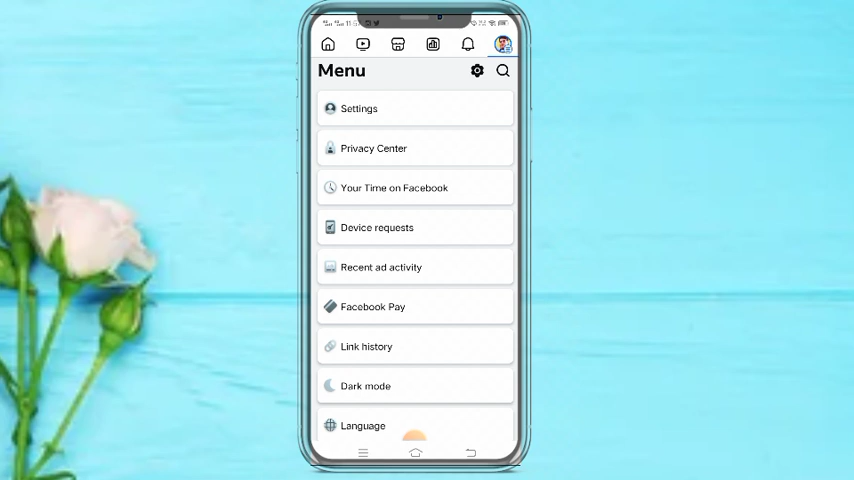 Menu
Settings
Privacy Center
Your Time on Facebook
Device requests
Recent ad activity
Facebook Pay
Link history
Dark mode
Language